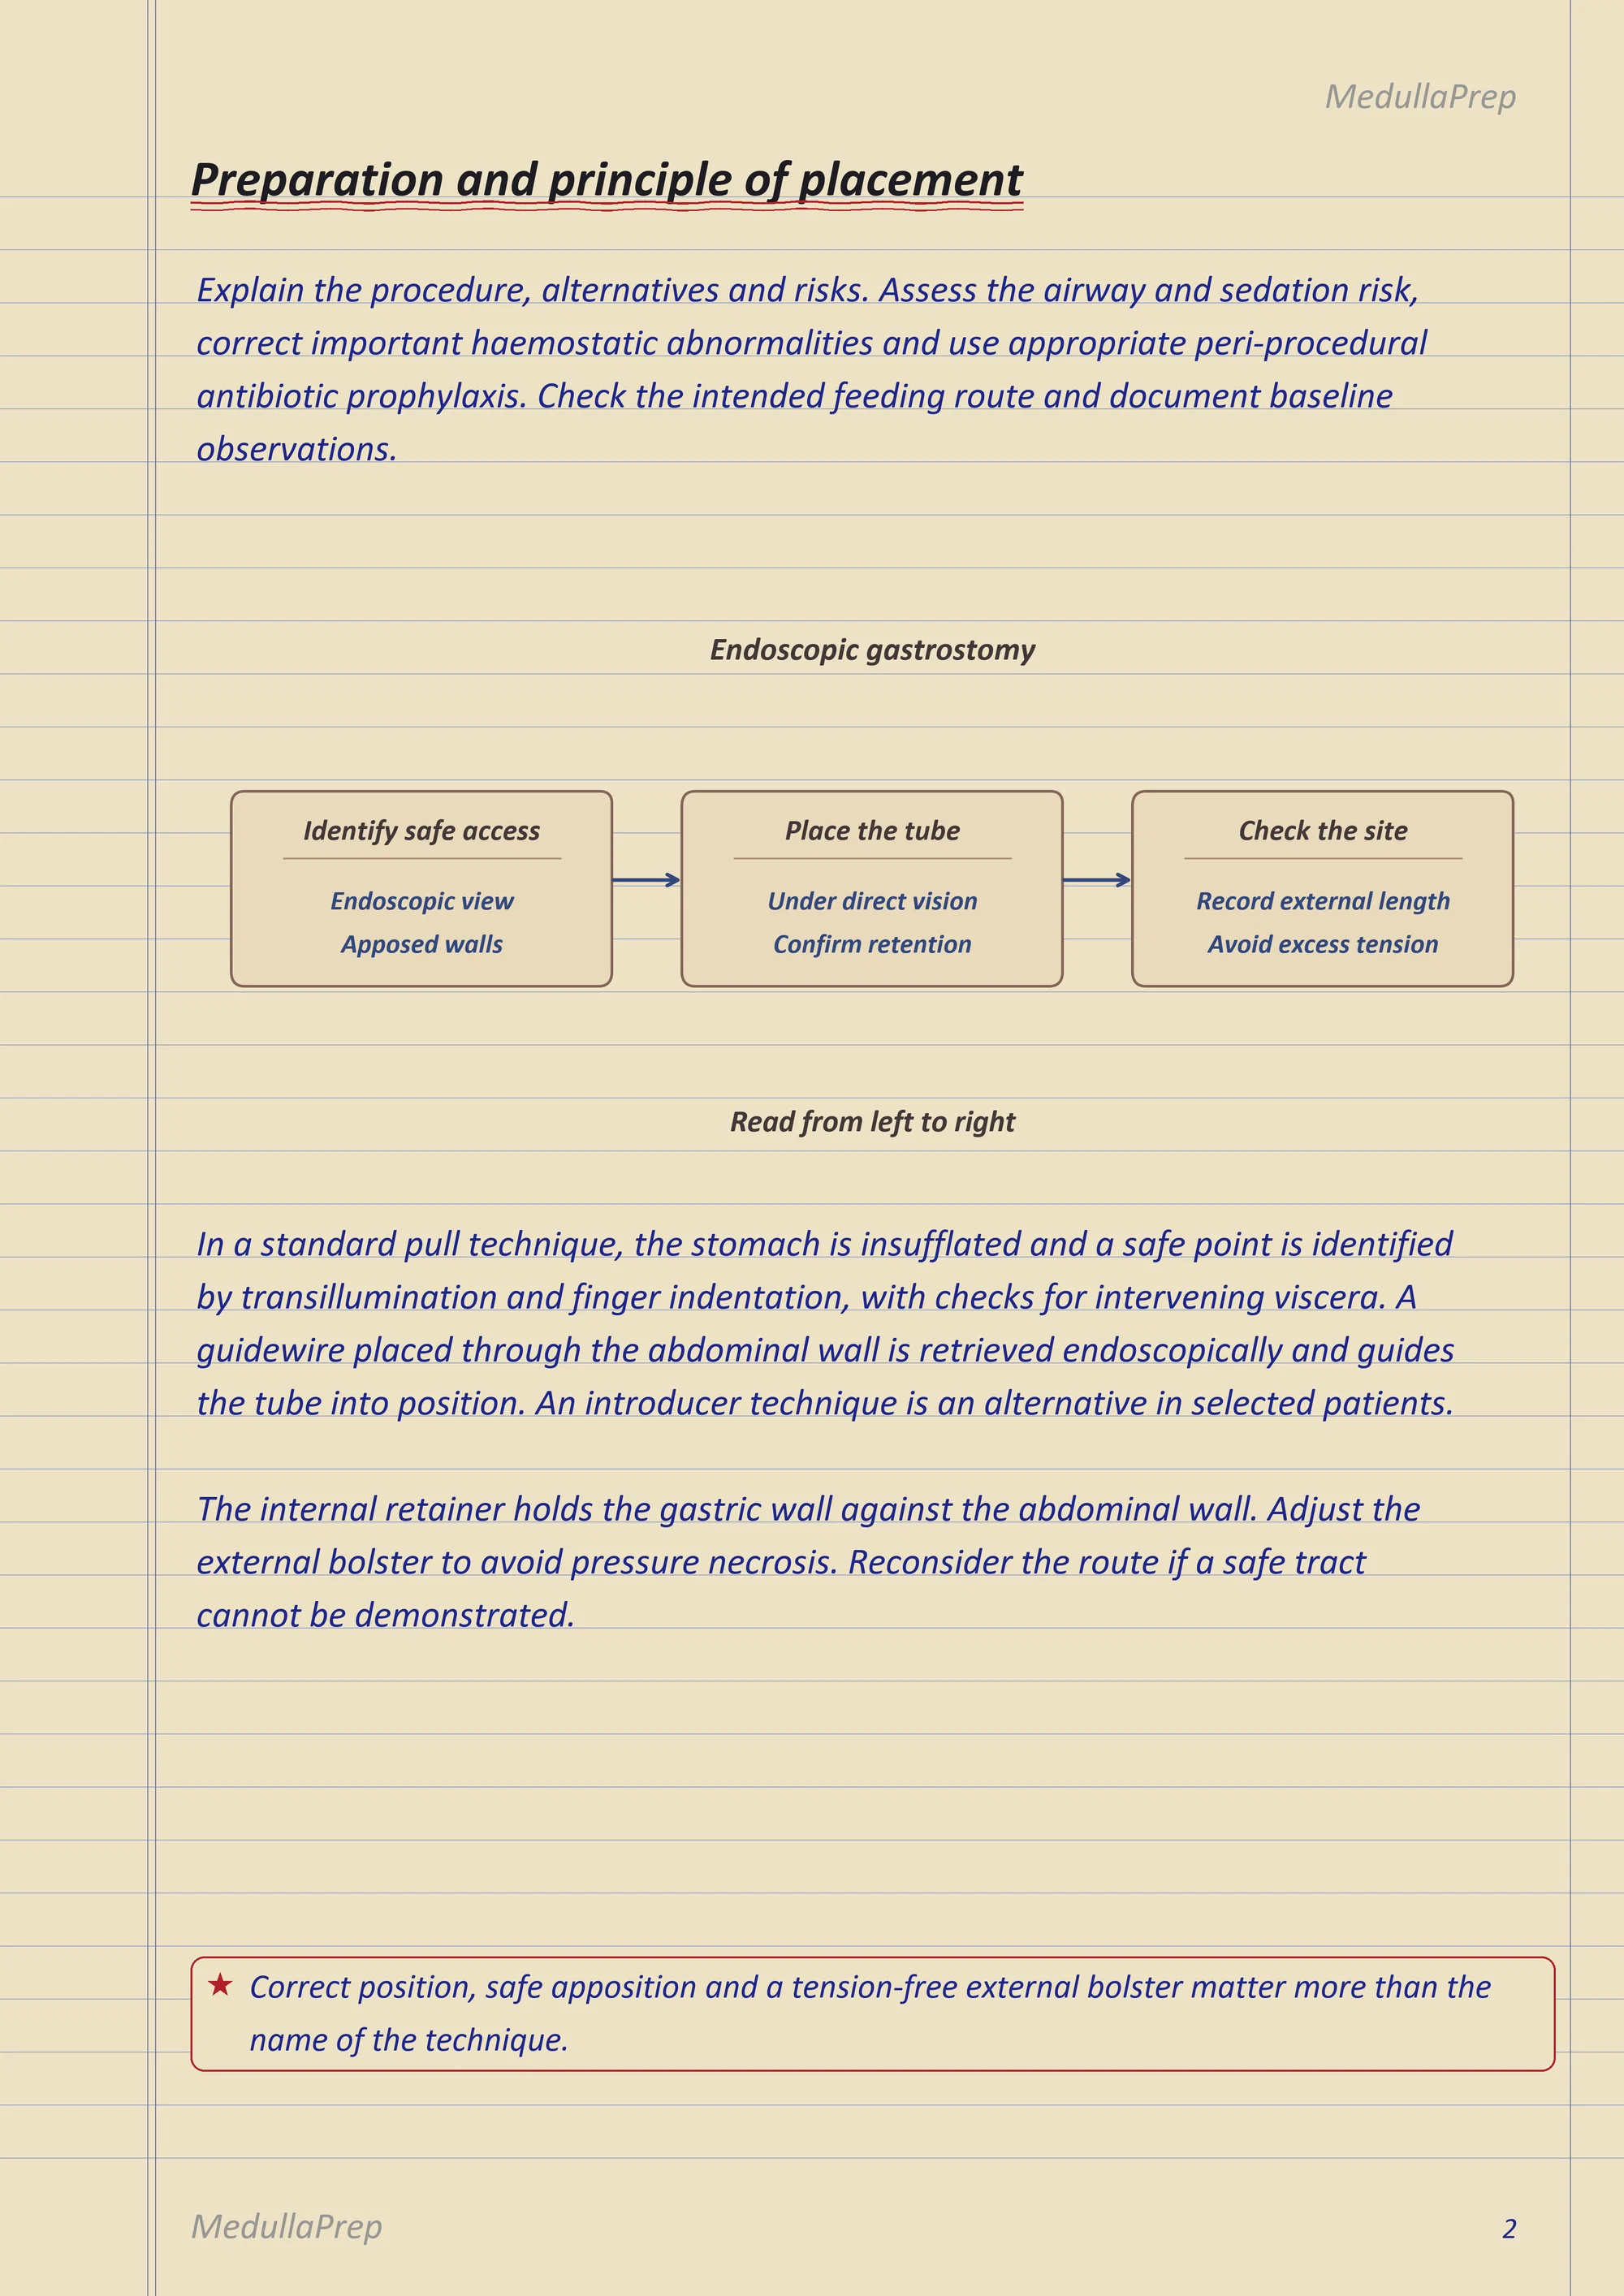 MedullaPrep
Preparation and principle of placement
Explain the procedure, alternatives and risks. Assess the airway and sedation risk,
correct important haemostatic abnormalities and use appropriate peri-procedural
antibiotic prophylaxis. Check the intended feeding route and document baseline
observations.
Endoscopic gastrostomy
Identify safe access
Endoscopic view
Apposed walls
Place the tube
Under direct vision
Confirm retention
Check the site
Record external length
Avoid excess tension
Read from left to right
In a standard pull technique, the stomach is insufflated and a safe point is identified
by transillumination and finger indentation, with checks for intervening viscera. A
guidewire placed through the abdominal wall is retrieved endoscopically and guides
the tube into position. An introducer technique is an alternative in selected patients.
The internal retainer holds the gastric wall against the abdominal wall. Adjust the
external bolster to avoid pressure necrosis. Reconsider the route if a safe tract
cannot be demonstrated.
★ Correct position, safe apposition and a tension-free external bolster matter more than the
name of the technique.
MedullaPrep
2